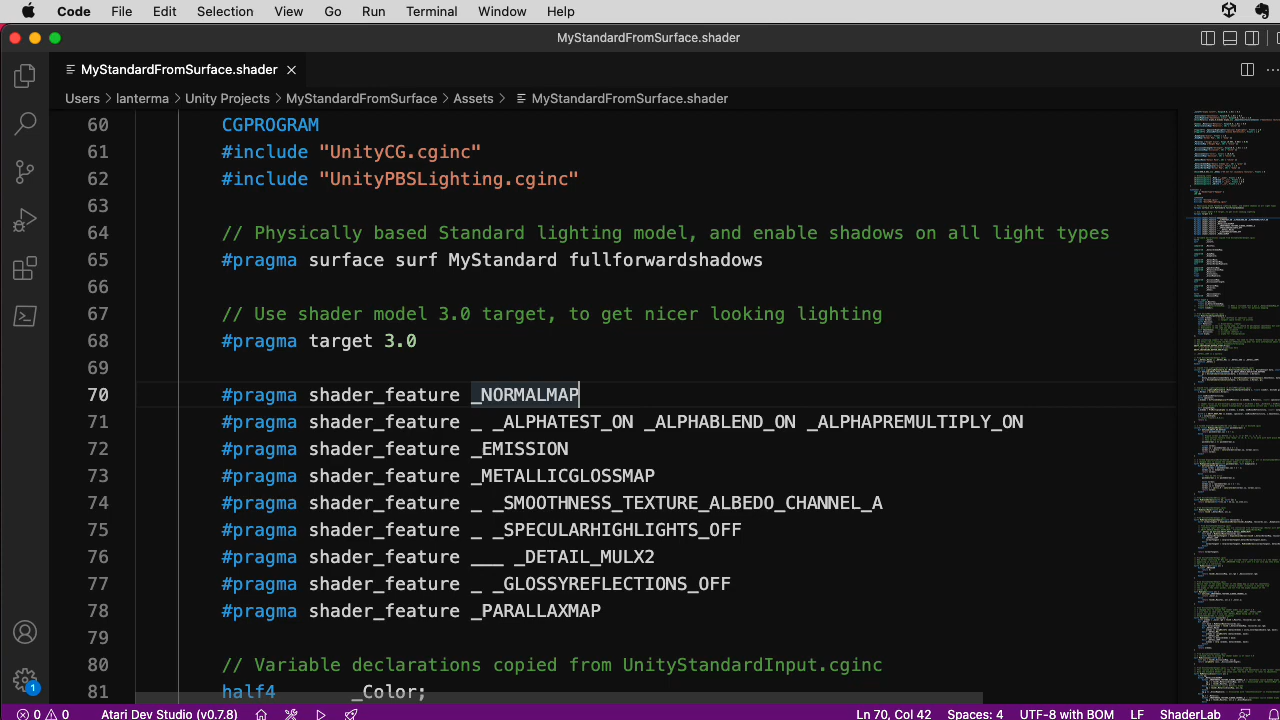 Code File Edit Selection View Go Run Terminal Window Help
MyStandardFromSurface.shader
MyStandardFromSurface.shader
Users > lanterma > Unity Projects > MyStandardFromSurface > Assets > MyStandardFromSurface.shader
60 CGPROGRAM
61 #include "UnityCG.cginc"
62 #include "UnityPBSLighting.cginc"
63
64 // Physically based Standard lighting model, and enable shadows on all light types
65 #pragma surface surf MyStandard fullforwardshadows
66
67 // Use shader model 3.0 target, to get nicer looking lighting
68 #pragma target 3.0
69
70 #pragma shader_feature _NORMALMAP
71 #pragma shader_feature _ _ALPHATEST_ON _ALPHABLEND_ON _ALPHAPREMULTIPLY_ON
72 #pragma shader_feature _EMISSION
73 #pragma shader_feature _METALLICGLOSSMAP
74 #pragma shader_feature _ _SMOOTHNESS_TEXTURE_ALBEDO_CHANNEL_A
75 #pragma shader_feature _ _SPECULARHIGHLIGHTS_OFF
76 #pragma shader_feature ___ _DETAIL_MULX2
77 #pragma shader_feature _ _GLOSSYREFLECTIONS_OFF
78 #pragma shader_feature _PARALLAXMAP
79
80 // Variable declarations stolen from UnityStandardInput.cginc
81 half4 _Color;
1
0 0 Atari Dev Studio (v0.7.8) Ln 70, Col 42 Spaces: 4 UTF-8 with BOM LF ShaderLab